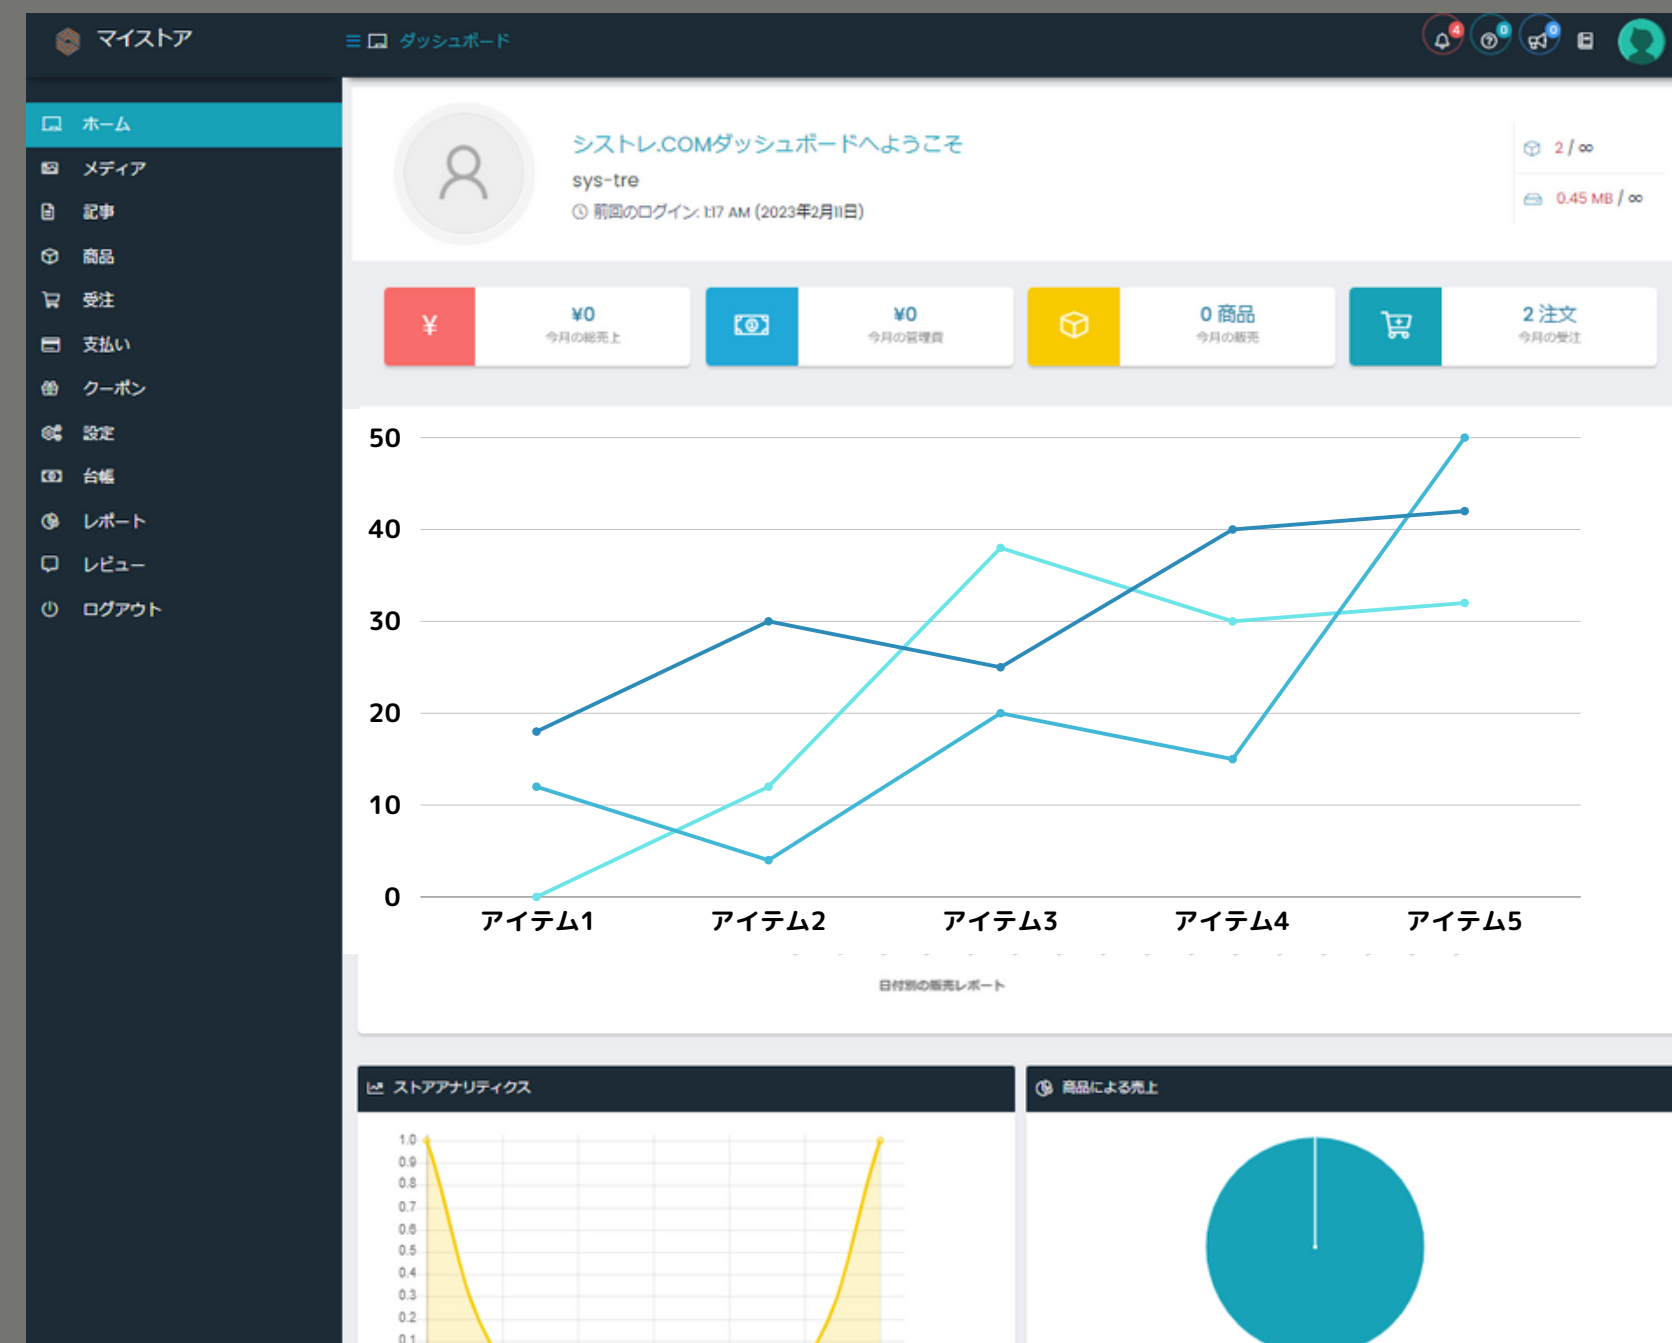 マイストア
ダッシュボード
4
0
0
ホーム
メディア
記事
商品
受注
支払い
クーポン
設定
台帳
レポート
レビュー
ログアウト
シストレ.COMダッシュボードへようこそ
sys-tre
前回のログイン: 1:17 AM (2023年2月11日)
2 / ∞
0.45 MB / ∞
¥
¥0
今月の総売上
¥0
今月の管理費
0 商品
今月の販売
2 注文
今月の受注
50
40
30
20
10
0
アイテム1 アイテム2 アイテム3 アイテム4 アイテム5
日付別の販売レポート
ストアアナリティクス
1.0
0.9
0.8
0.7
0.6
0.5
0.4
0.3
0.2
0.1
商品による売上